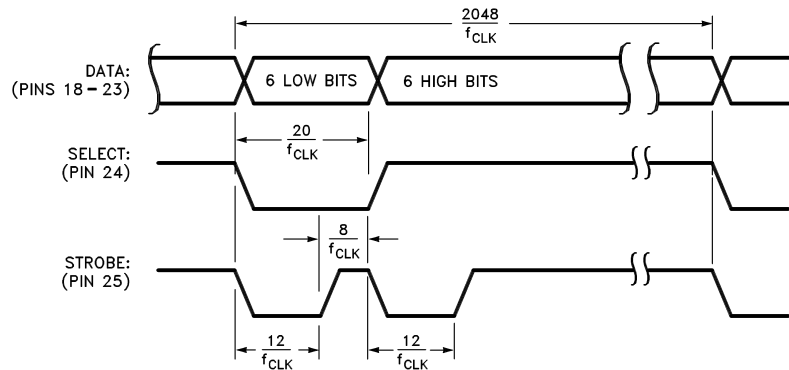 2048
fCLK
DATA:
(PINS 18 – 23)
6 LOW BITS
6 HIGH BITS
20
fCLK
SELECT:
(PIN 24)
8
fCLK
STROBE:
(PIN 25)
12
fCLK
12
fCLK